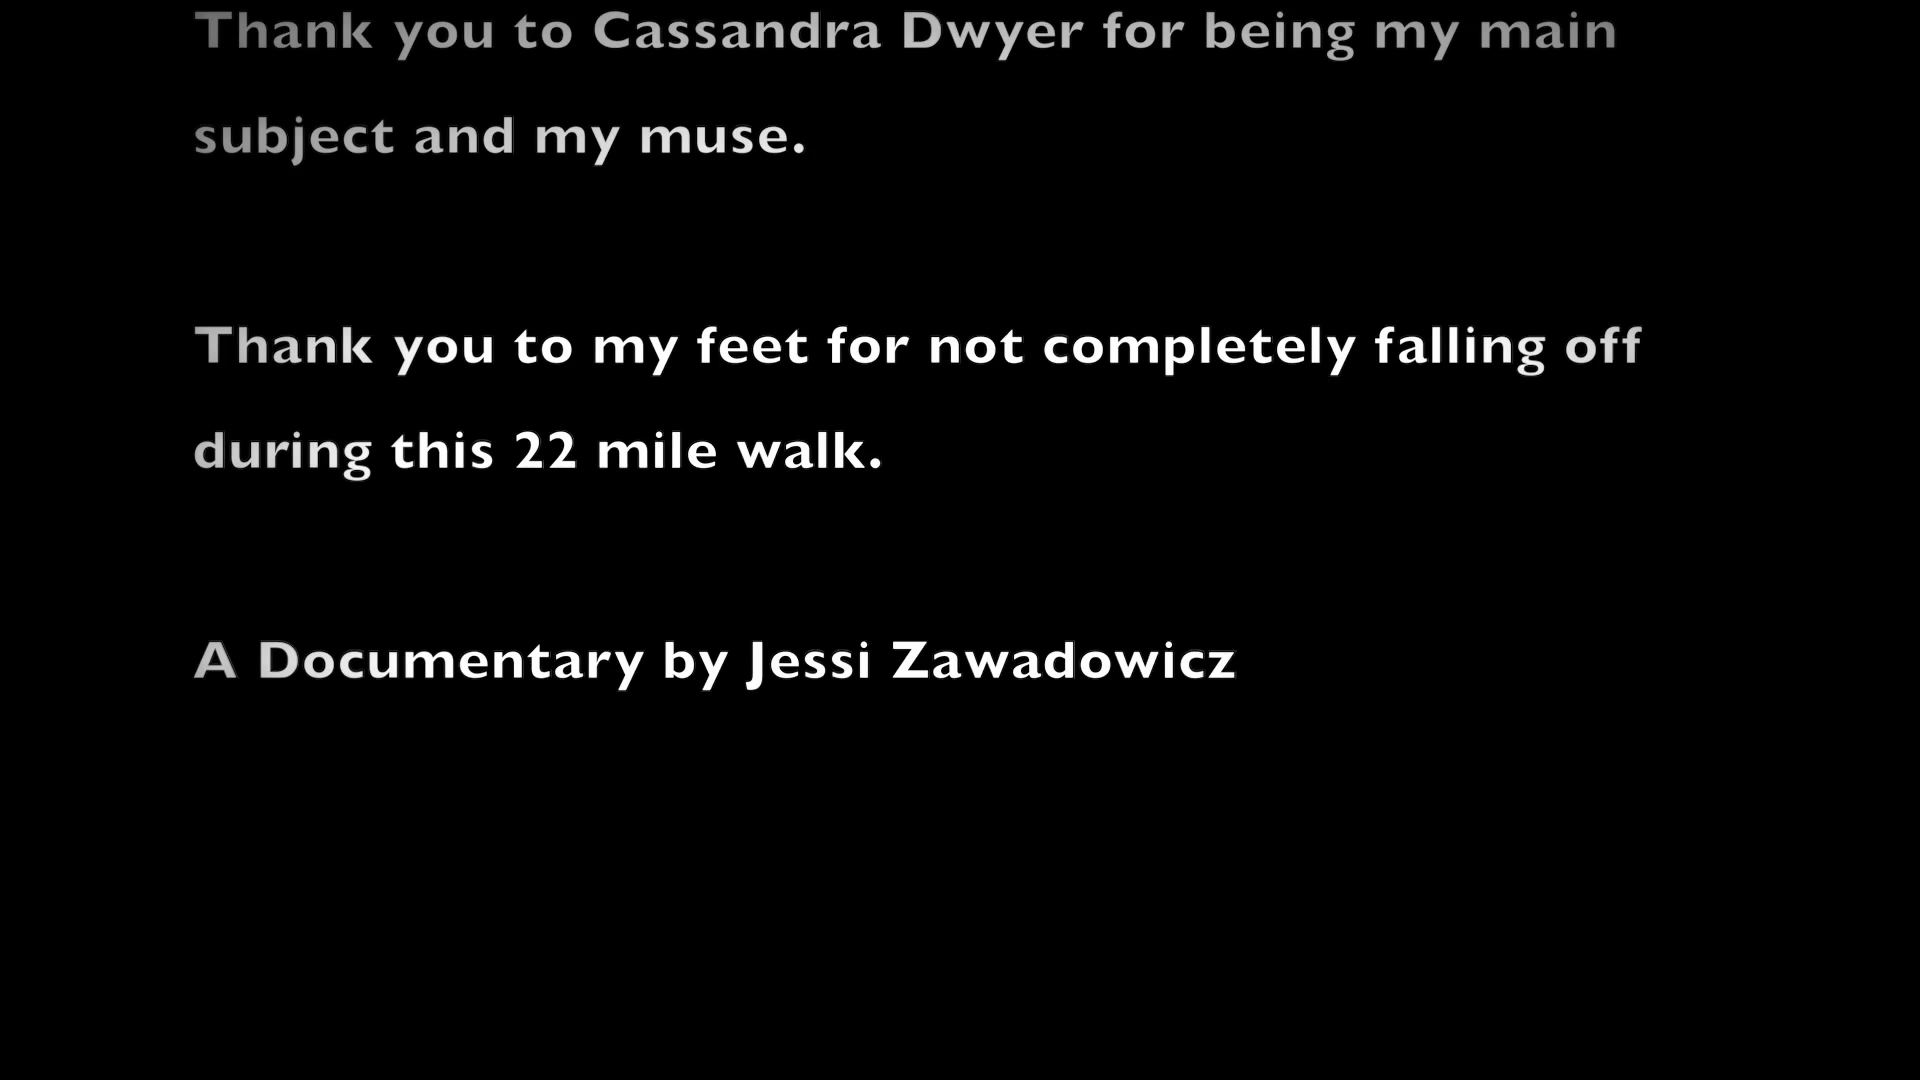 Thank you to Cassandra Dwyer for being my main
subject and my muse.
Thank you to my feet for not completely falling off
during this 22 mile walk.
A Documentary by Jessi Zawadowicz